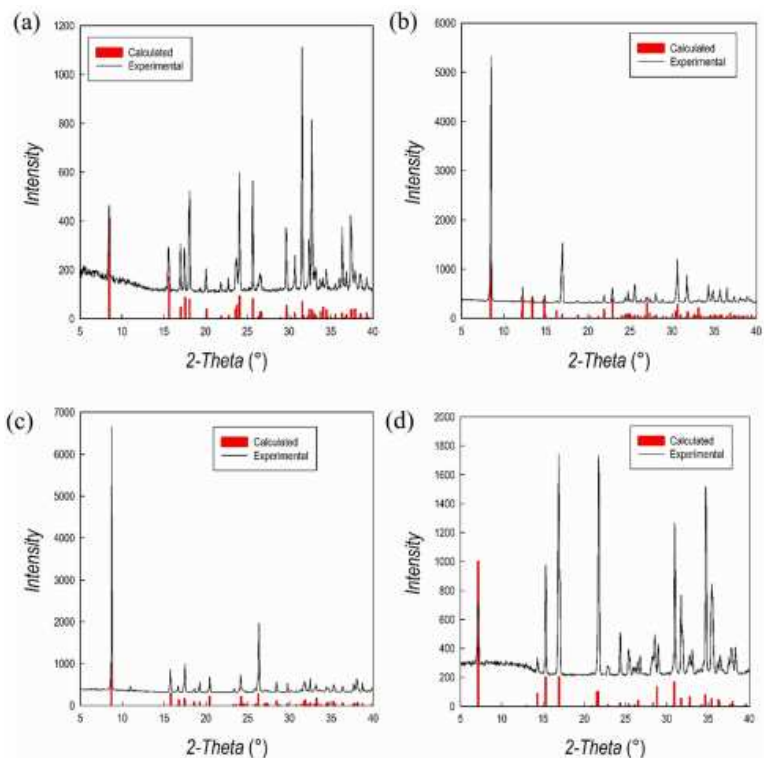 (a)
1200
1000
800
600
400
200
0
Intensity
Calculated
Experimental
5 10 15 20 25 30 35 40
2-Theta (°)
(b)
6000
5000
4000
3000
2000
1000
0
Intensity
Calculated
Experimental
5 10 15 20 25 30 35 40
2-Theta (°)
(c)
7000
6000
5000
4000
3000
2000
1000
0
Intensity
Calculated
Experimental
5 10 15 20 25 30 35 40
2-Theta (°)
(d)
2000
1800
1600
1400
1200
1000
800
600
400
200
0
Intensity
Calculated
Experimental
5 10 15 20 25 30 35 40
2-Theta (°)